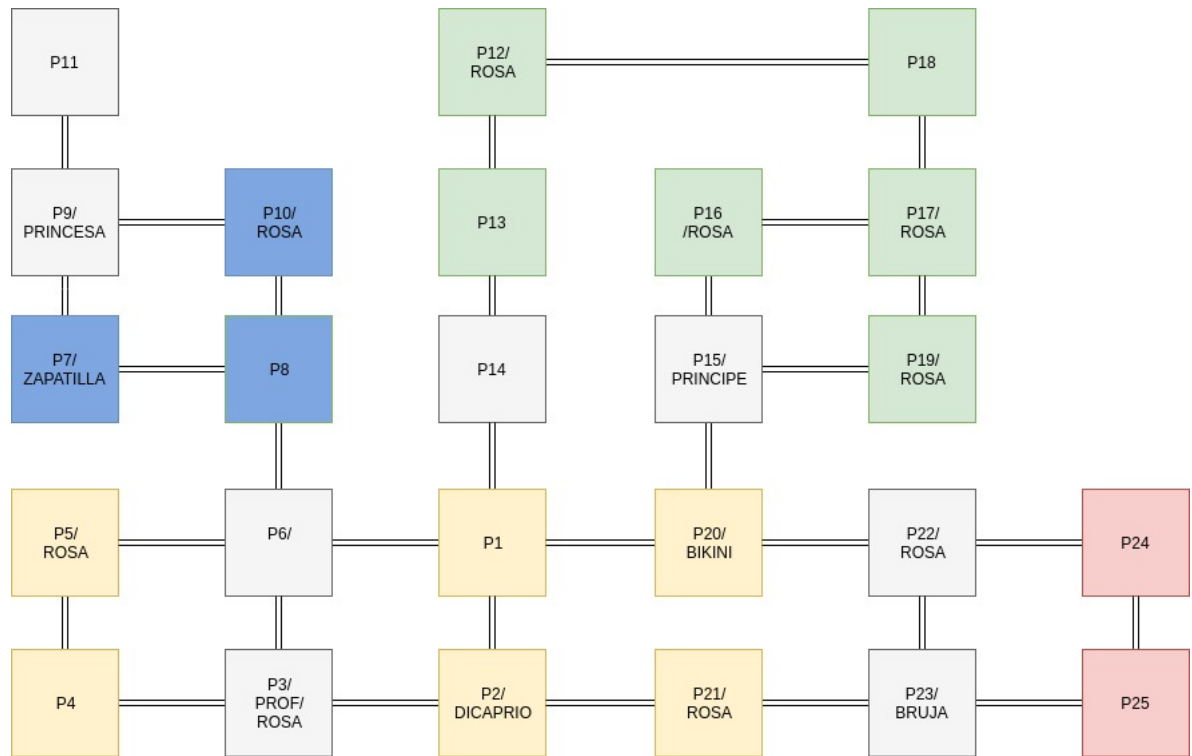 P11
P12/
ROSA
P18
P9/
PRINCESA
P10/
ROSA
P13
P16
/ROSA
P17/
ROSA
P7/
ZAPATILLA
P8
P14
P15/
PRINCIPE
P19/
ROSA
P5/
ROSA
P6/
P1
P20/
BIKINI
P22/
ROSA
P24
P4
P3/
PROF/
ROSA
P2/
DICAPRIO
P21/
ROSA
P23/
BRUJA
P25